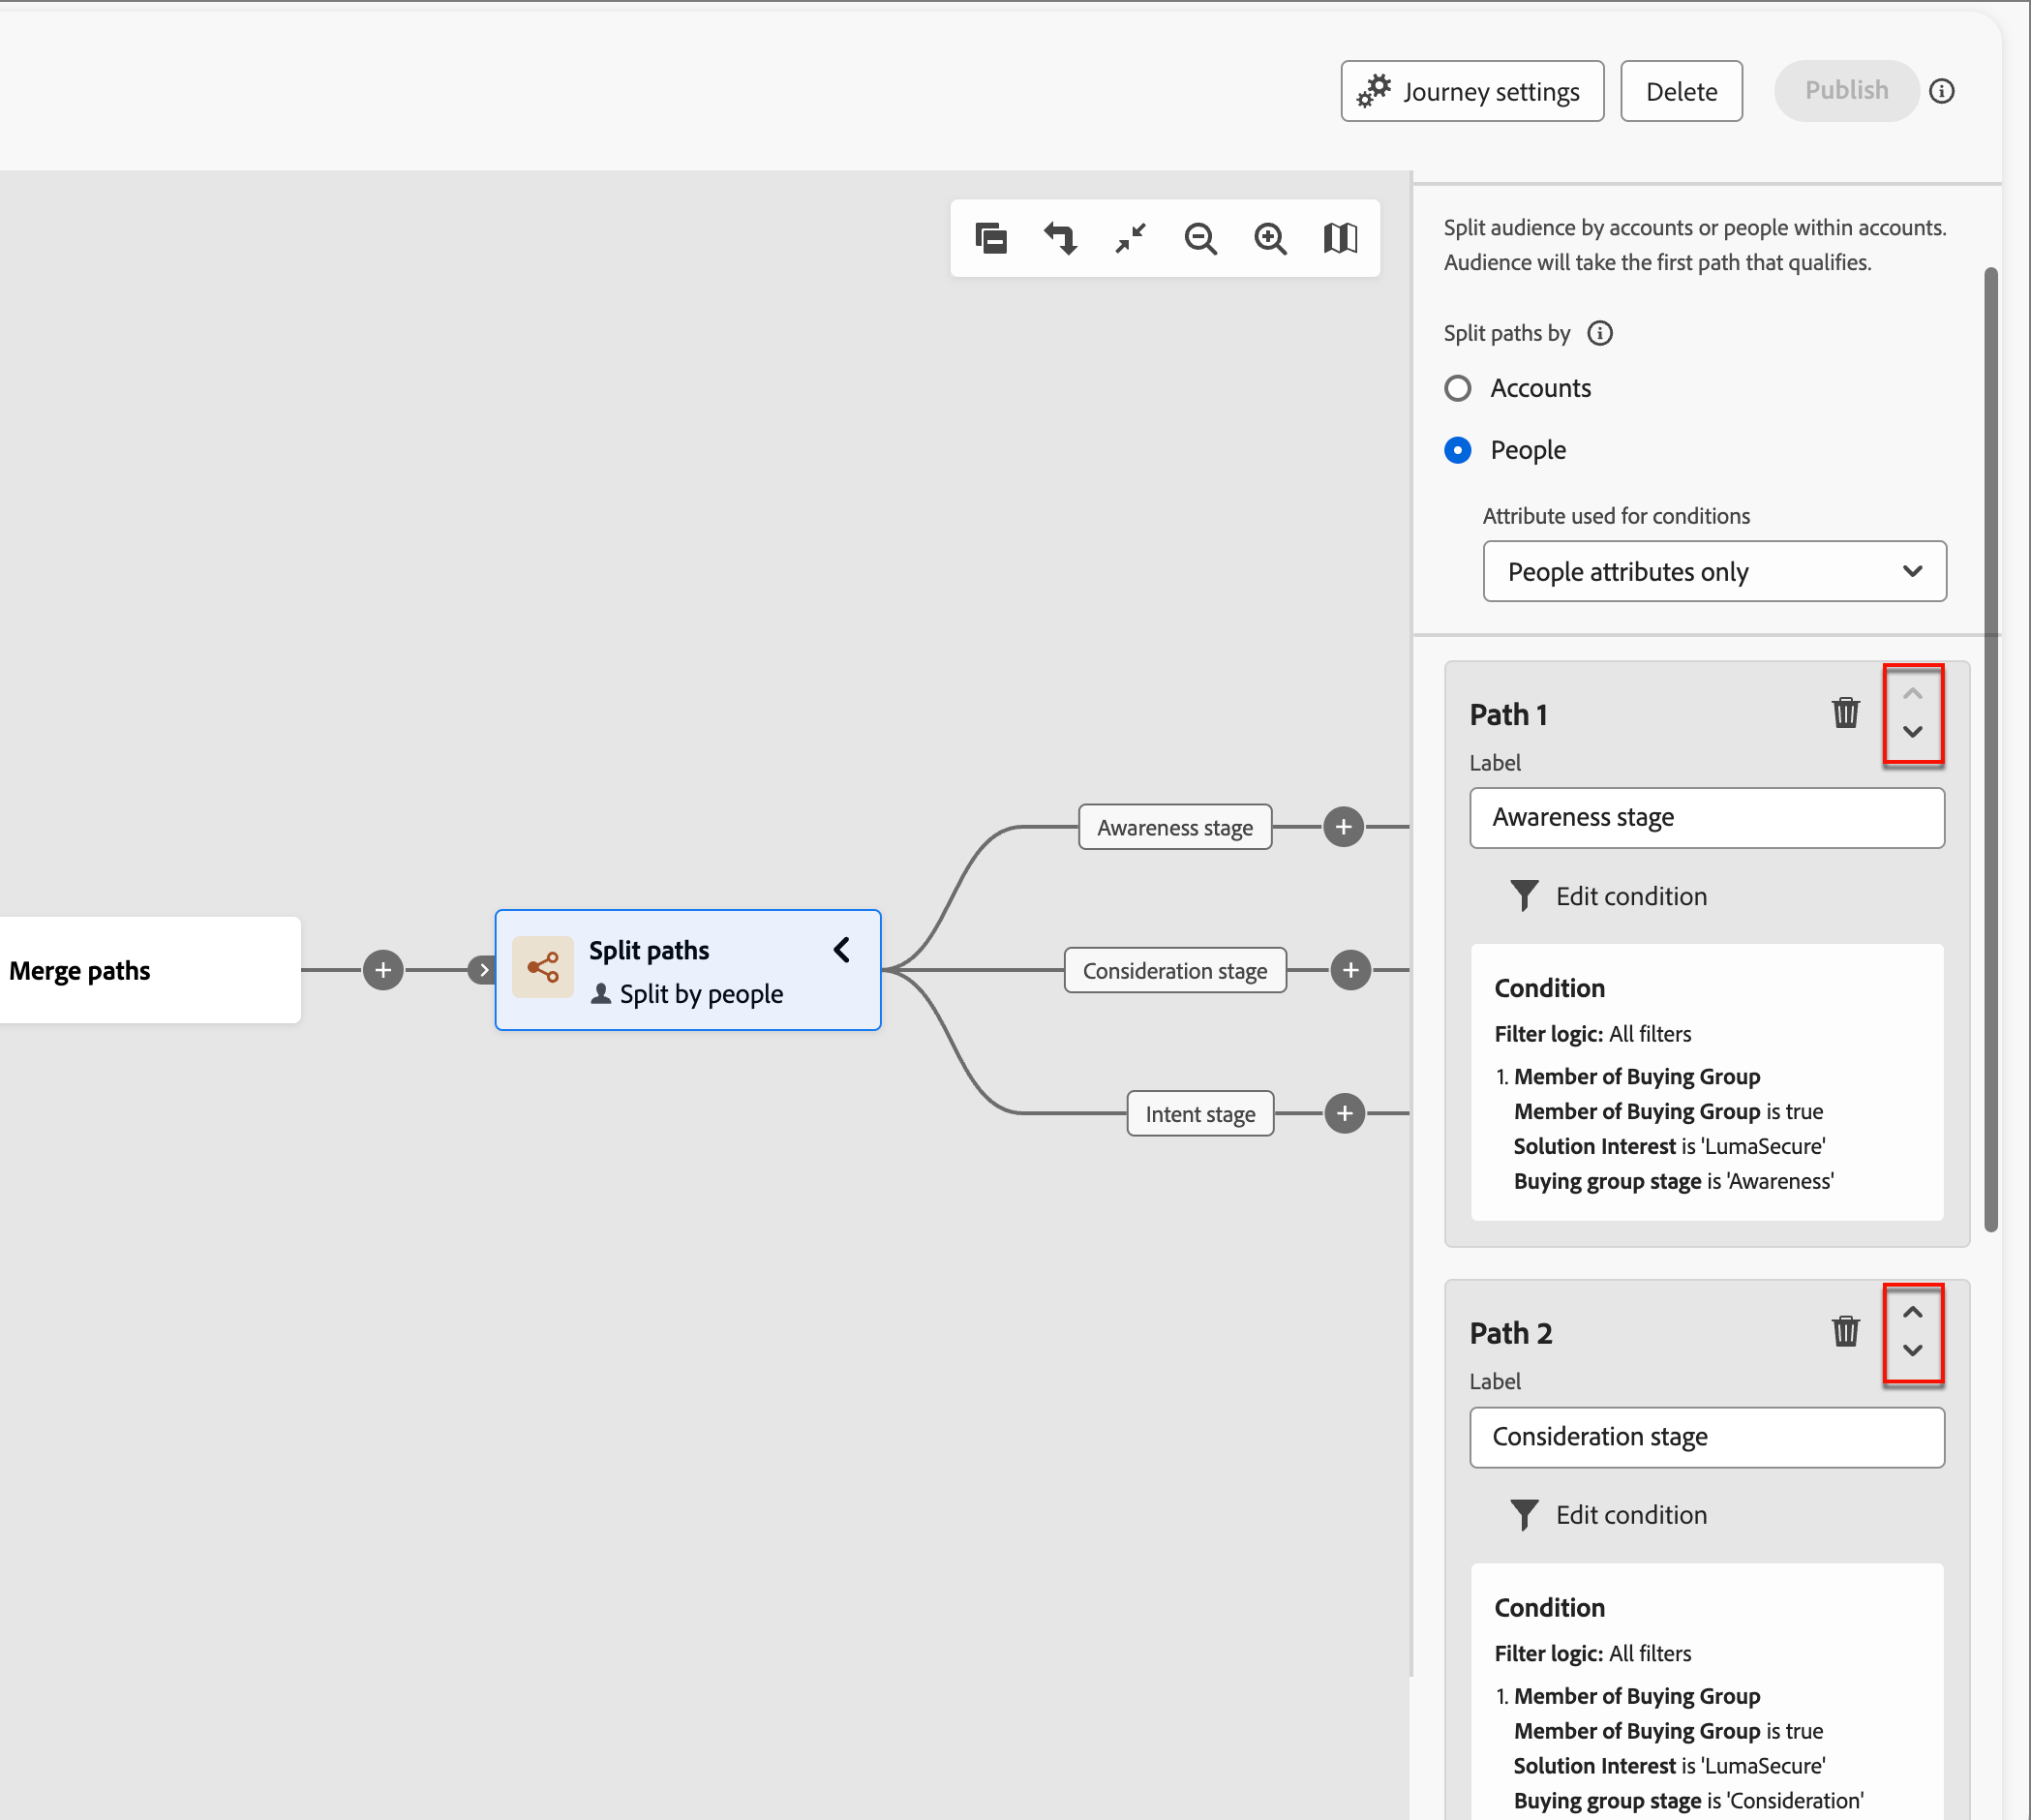 Journey settings
Delete
Publish
Split audience by accounts or people within accounts.
Audience will take the first path that qualifies.
Split paths by
Accounts
People
Attribute used for conditions
People attributes only
Merge paths
Split paths
Split by people
Awareness stage
Consideration stage
Intent stage
Path 1
Label
Awareness stage
Edit condition
Condition
Filter logic: All filters
1. Member of Buying Group
Member of Buying Group is true
Solution Interest is 'LumaSecure'
Buying group stage is 'Awareness'
Path 2
Label
Consideration stage
Edit condition
Condition
Filter logic: All filters
1. Member of Buying Group
Member of Buying Group is true
Solution Interest is 'LumaSecure'
Buying group stage is 'Consideration'